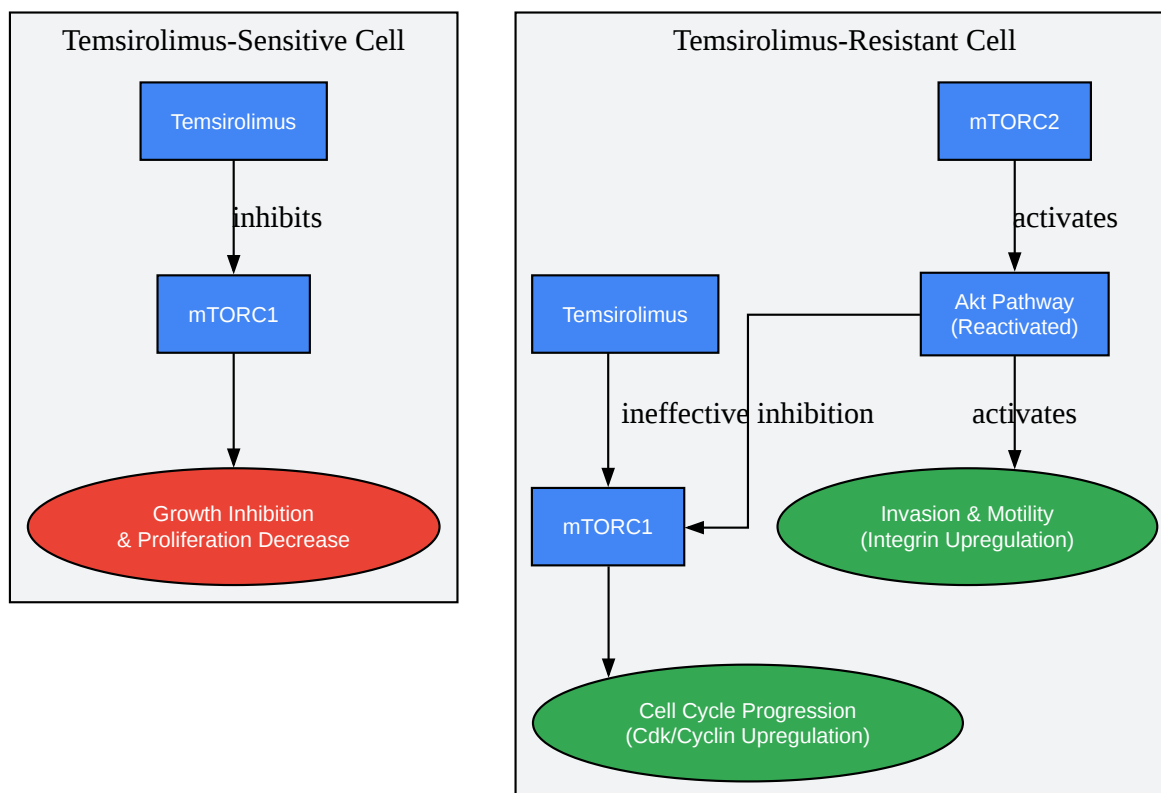 Temsirolimus-Sensitive Cell
Temsirolimus
inhibits
mTORC1
Growth Inhibition
& Proliferation Decrease
Temsirolimus-Resistant Cell
mTORC2
activates
Temsirolimus
Akt Pathway
(Reactivated)
ineffective inhibition
activates
mTORC1
Invasion & Motility
(Integrin Upregulation)
Cell Cycle Progression
(Cdk/Cyclin Upregulation)